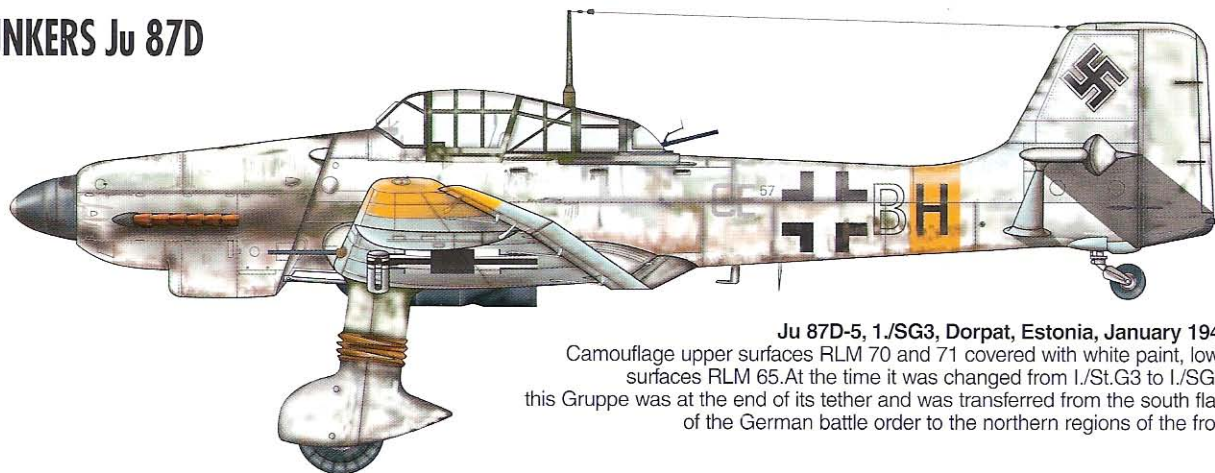 UNKERS Ju 87D
57
B H
Ju 87D-5, 1./SG3, Dorpat, Estonia, January 194
Camouflage upper surfaces RLM 70 and 71 covered with white paint, low
surfaces RLM 65.At the time it was changed from I./St.G3 to I./SG
this Gruppe was at the end of its tether and was transferred from the south fla
of the German battle order to the northern regions of the fro